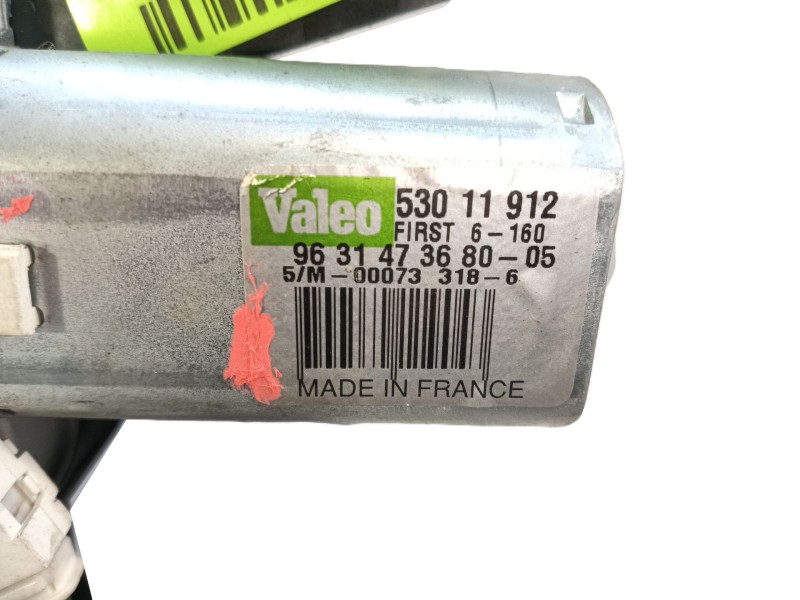 Valeo 530 11 912
FIRST 6-160
96 31 47 36 80-05
5/M-00073 318-6
MADE IN FRANCE